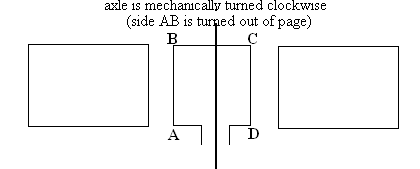 axle is mechanically turned clockwise
(side AB is turned out of page)
B C
A D